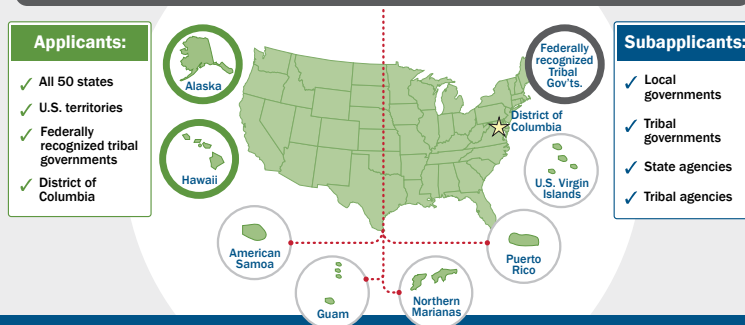 Applicants:
✓ All 50 states
✓ U.S. territories
✓ Federally
recognized tribal
governments
✓ District of
Columbia
Alaska
Hawaii
American
Samoa
Guam
Northern
Marianas
Puerto
Rico
U.S. Virgin
Islands
District of
Columbia
Federally
recognized
Tribal
Gov'ts.
Subapplicants:
✓ Local
governments
✓ Tribal
governments
✓ State agencies
✓ Tribal agencies